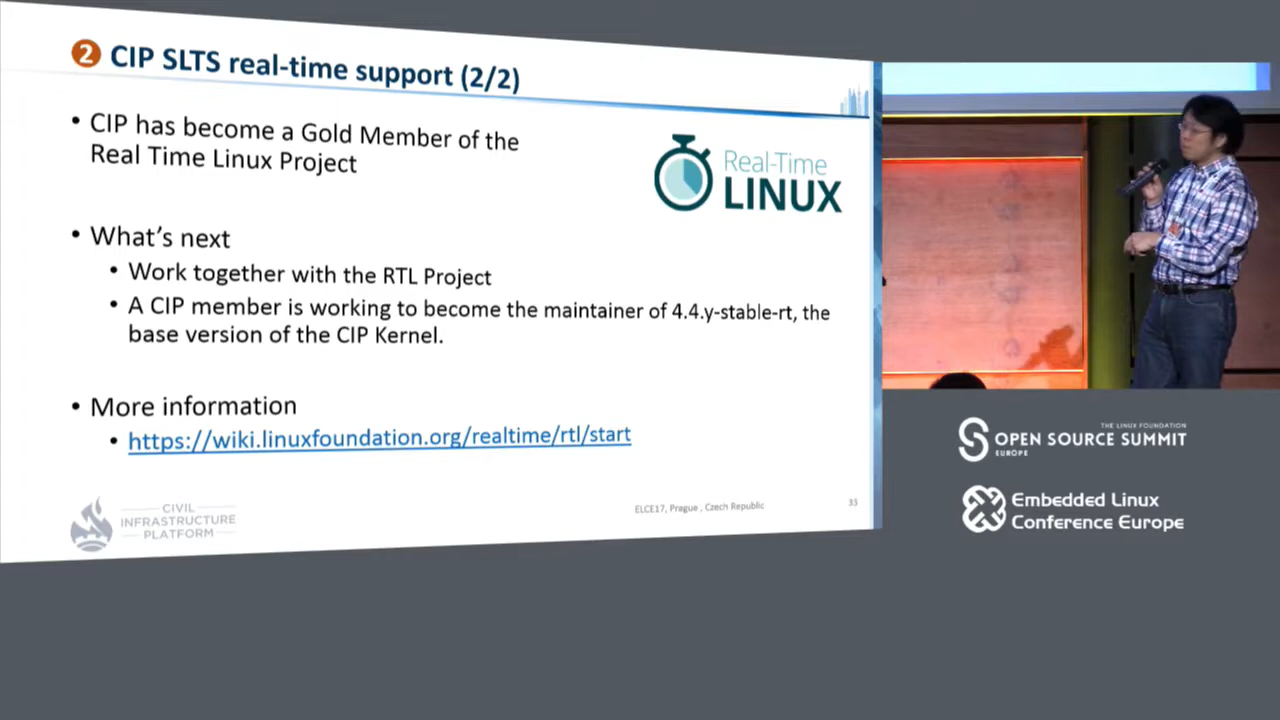 2 CIP SLTS real-time support (2/2)
• CIP has become a Gold Member of the
Real Time Linux Project
Real-Time
LINUX
• What's next
• Work together with the RTL Project
• A CIP member is working to become the maintainer of 4.4.y-stable-rt, the
base version of the CIP Kernel.
• More information
• https://wiki.linuxfoundation.org/realtime/rtl/start
CIVIL
INFRASTRUCTURE
PLATFORM
ELCE17, Prague , Czech Republic
33
THE LINUX FOUNDATION
OPEN SOURCE SUMMIT
EUROPE
Embedded Linux
Conference Europe